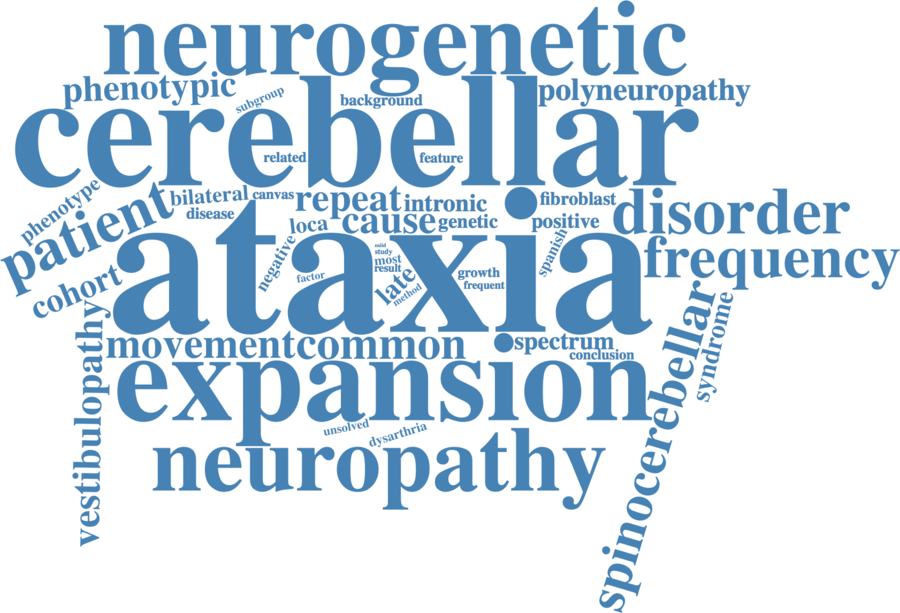 neurogenetic
phenotypic
subgroup
background
polyneuropathy
cerebellar
related
feature
phenotype
patient
bilateral
canvas
disease
repeat
intronic
fibroblast
disorder
loca
cause
genetic
positive
spanish
frequency
cohort
negative
factor
ataxia
mild
study
most
result
late
method
growth
frequent
vestibulopathy
movement
common
spectrum
conclusion
expansion
spinocerebellar
syndrome
unsolved
dysarthria
neuropathy